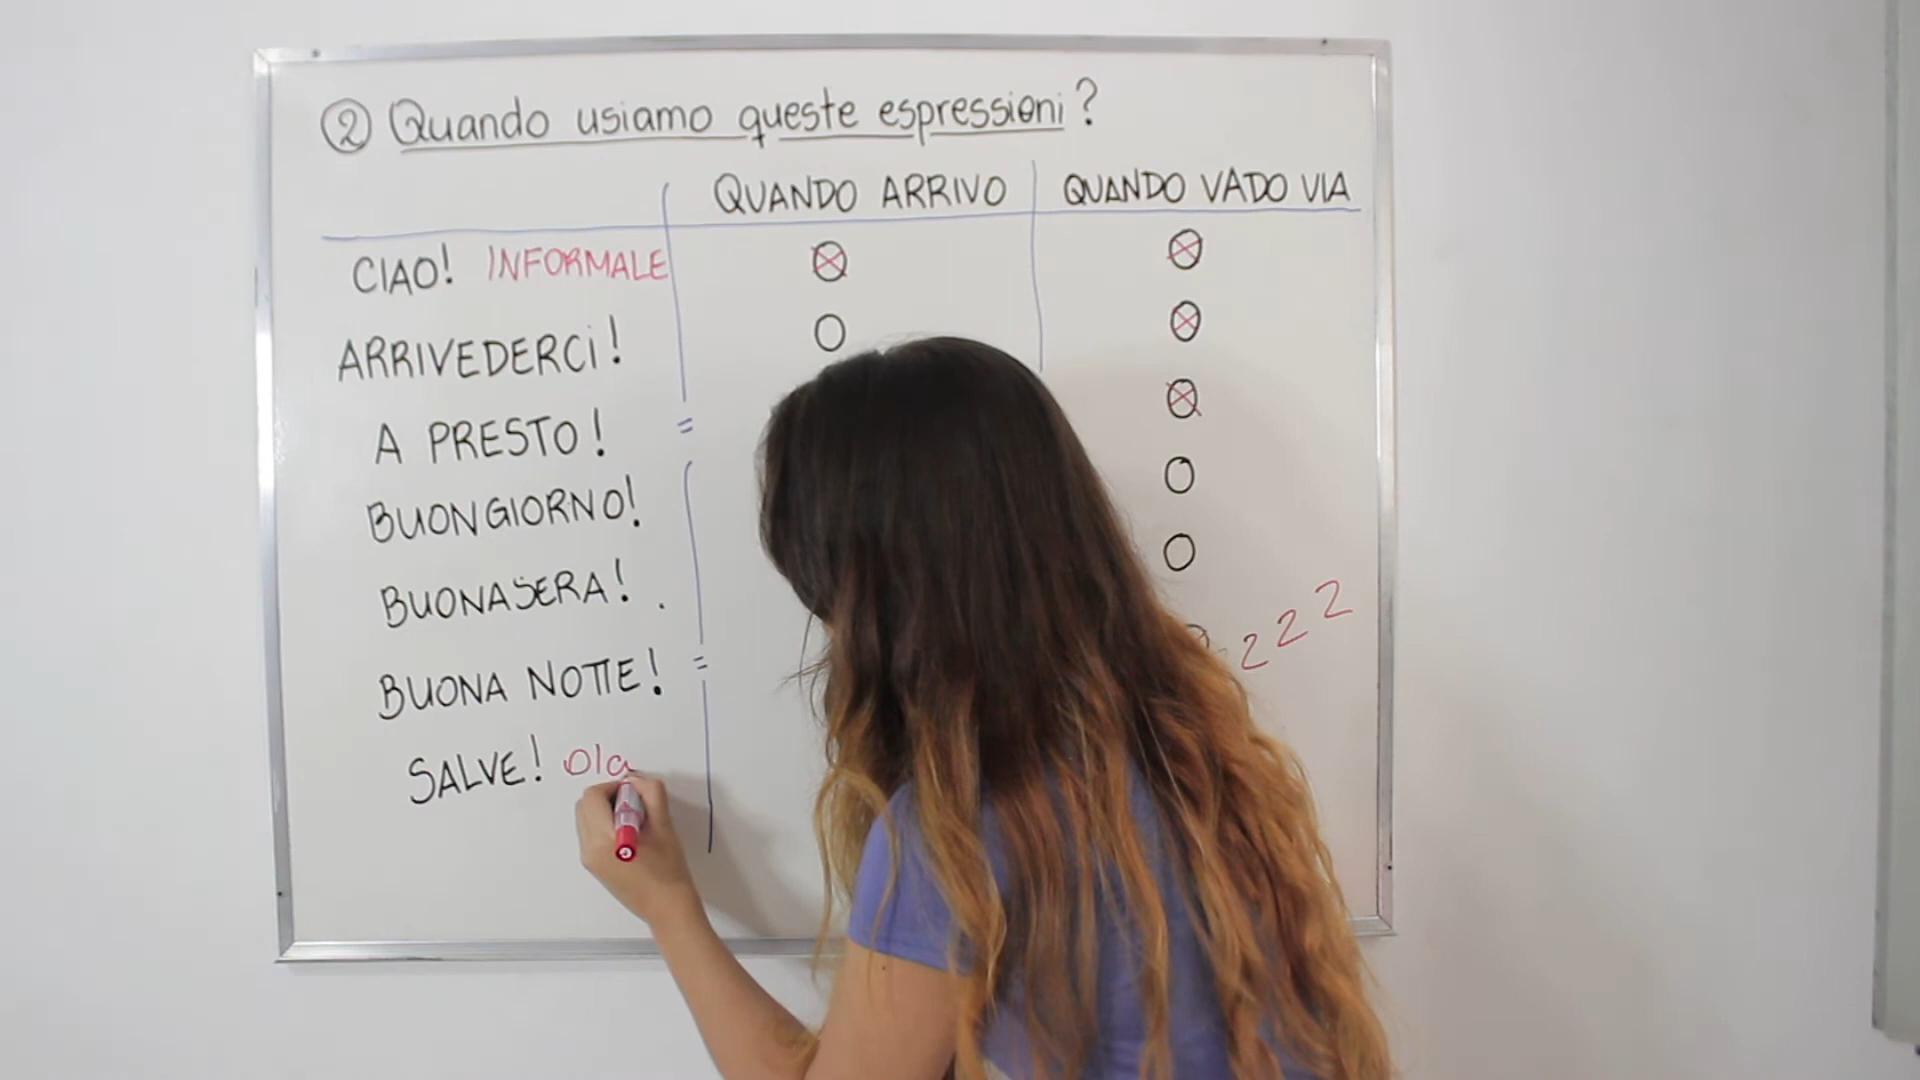 ② Quando usiamo queste espressioni?
QUANDO ARRIVO QUANDO VADO VIA
CIAO! INFORMALE
ARRIVEDERCI!
A PRESTO!
BUONGIORNO!
BUONASERA!
BUONA NOTTE! zzz
SALVE! Ola